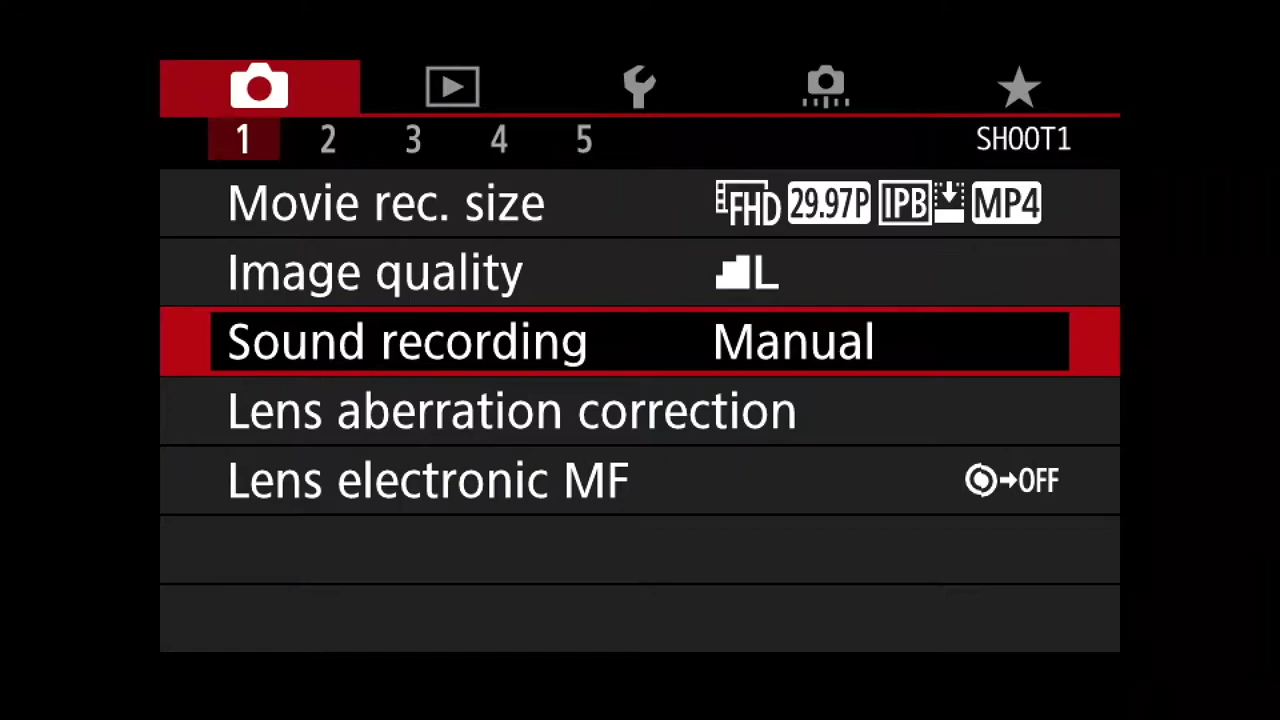 1 2 3 4 5 SHOOT1
Movie rec. size FHD 29.97P IPB MP4
Image quality L
Sound recording Manual
Lens aberration correction
Lens electronic MF OFF